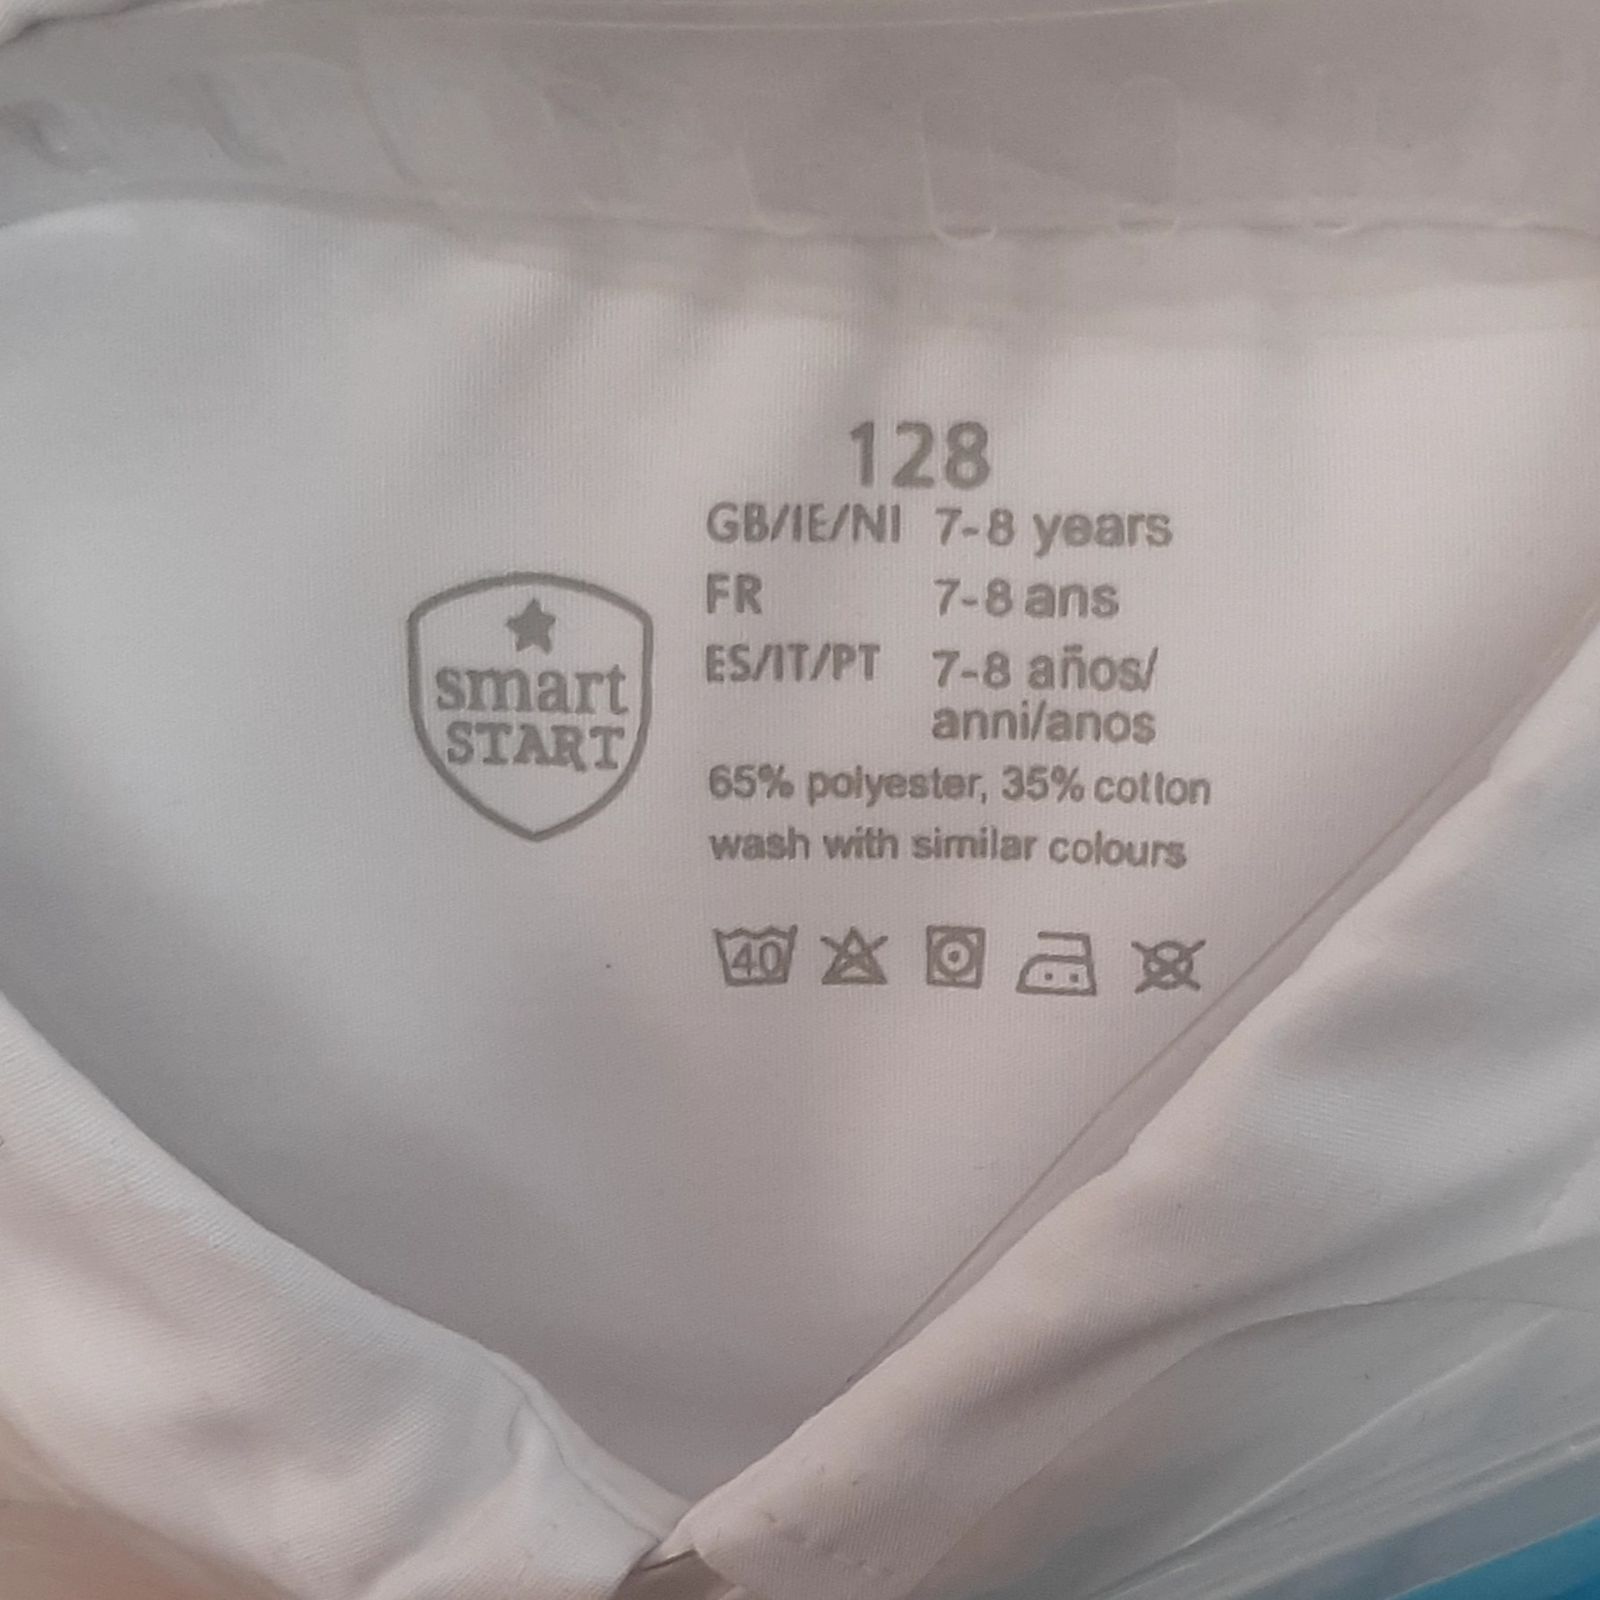 128
GB/IE/NI 7-8 years
FR 7-8 ans
ES/IT/PT 7-8 años/
anni/anos
65% polyester, 35% cotton
wash with similar colours
40
smart
START